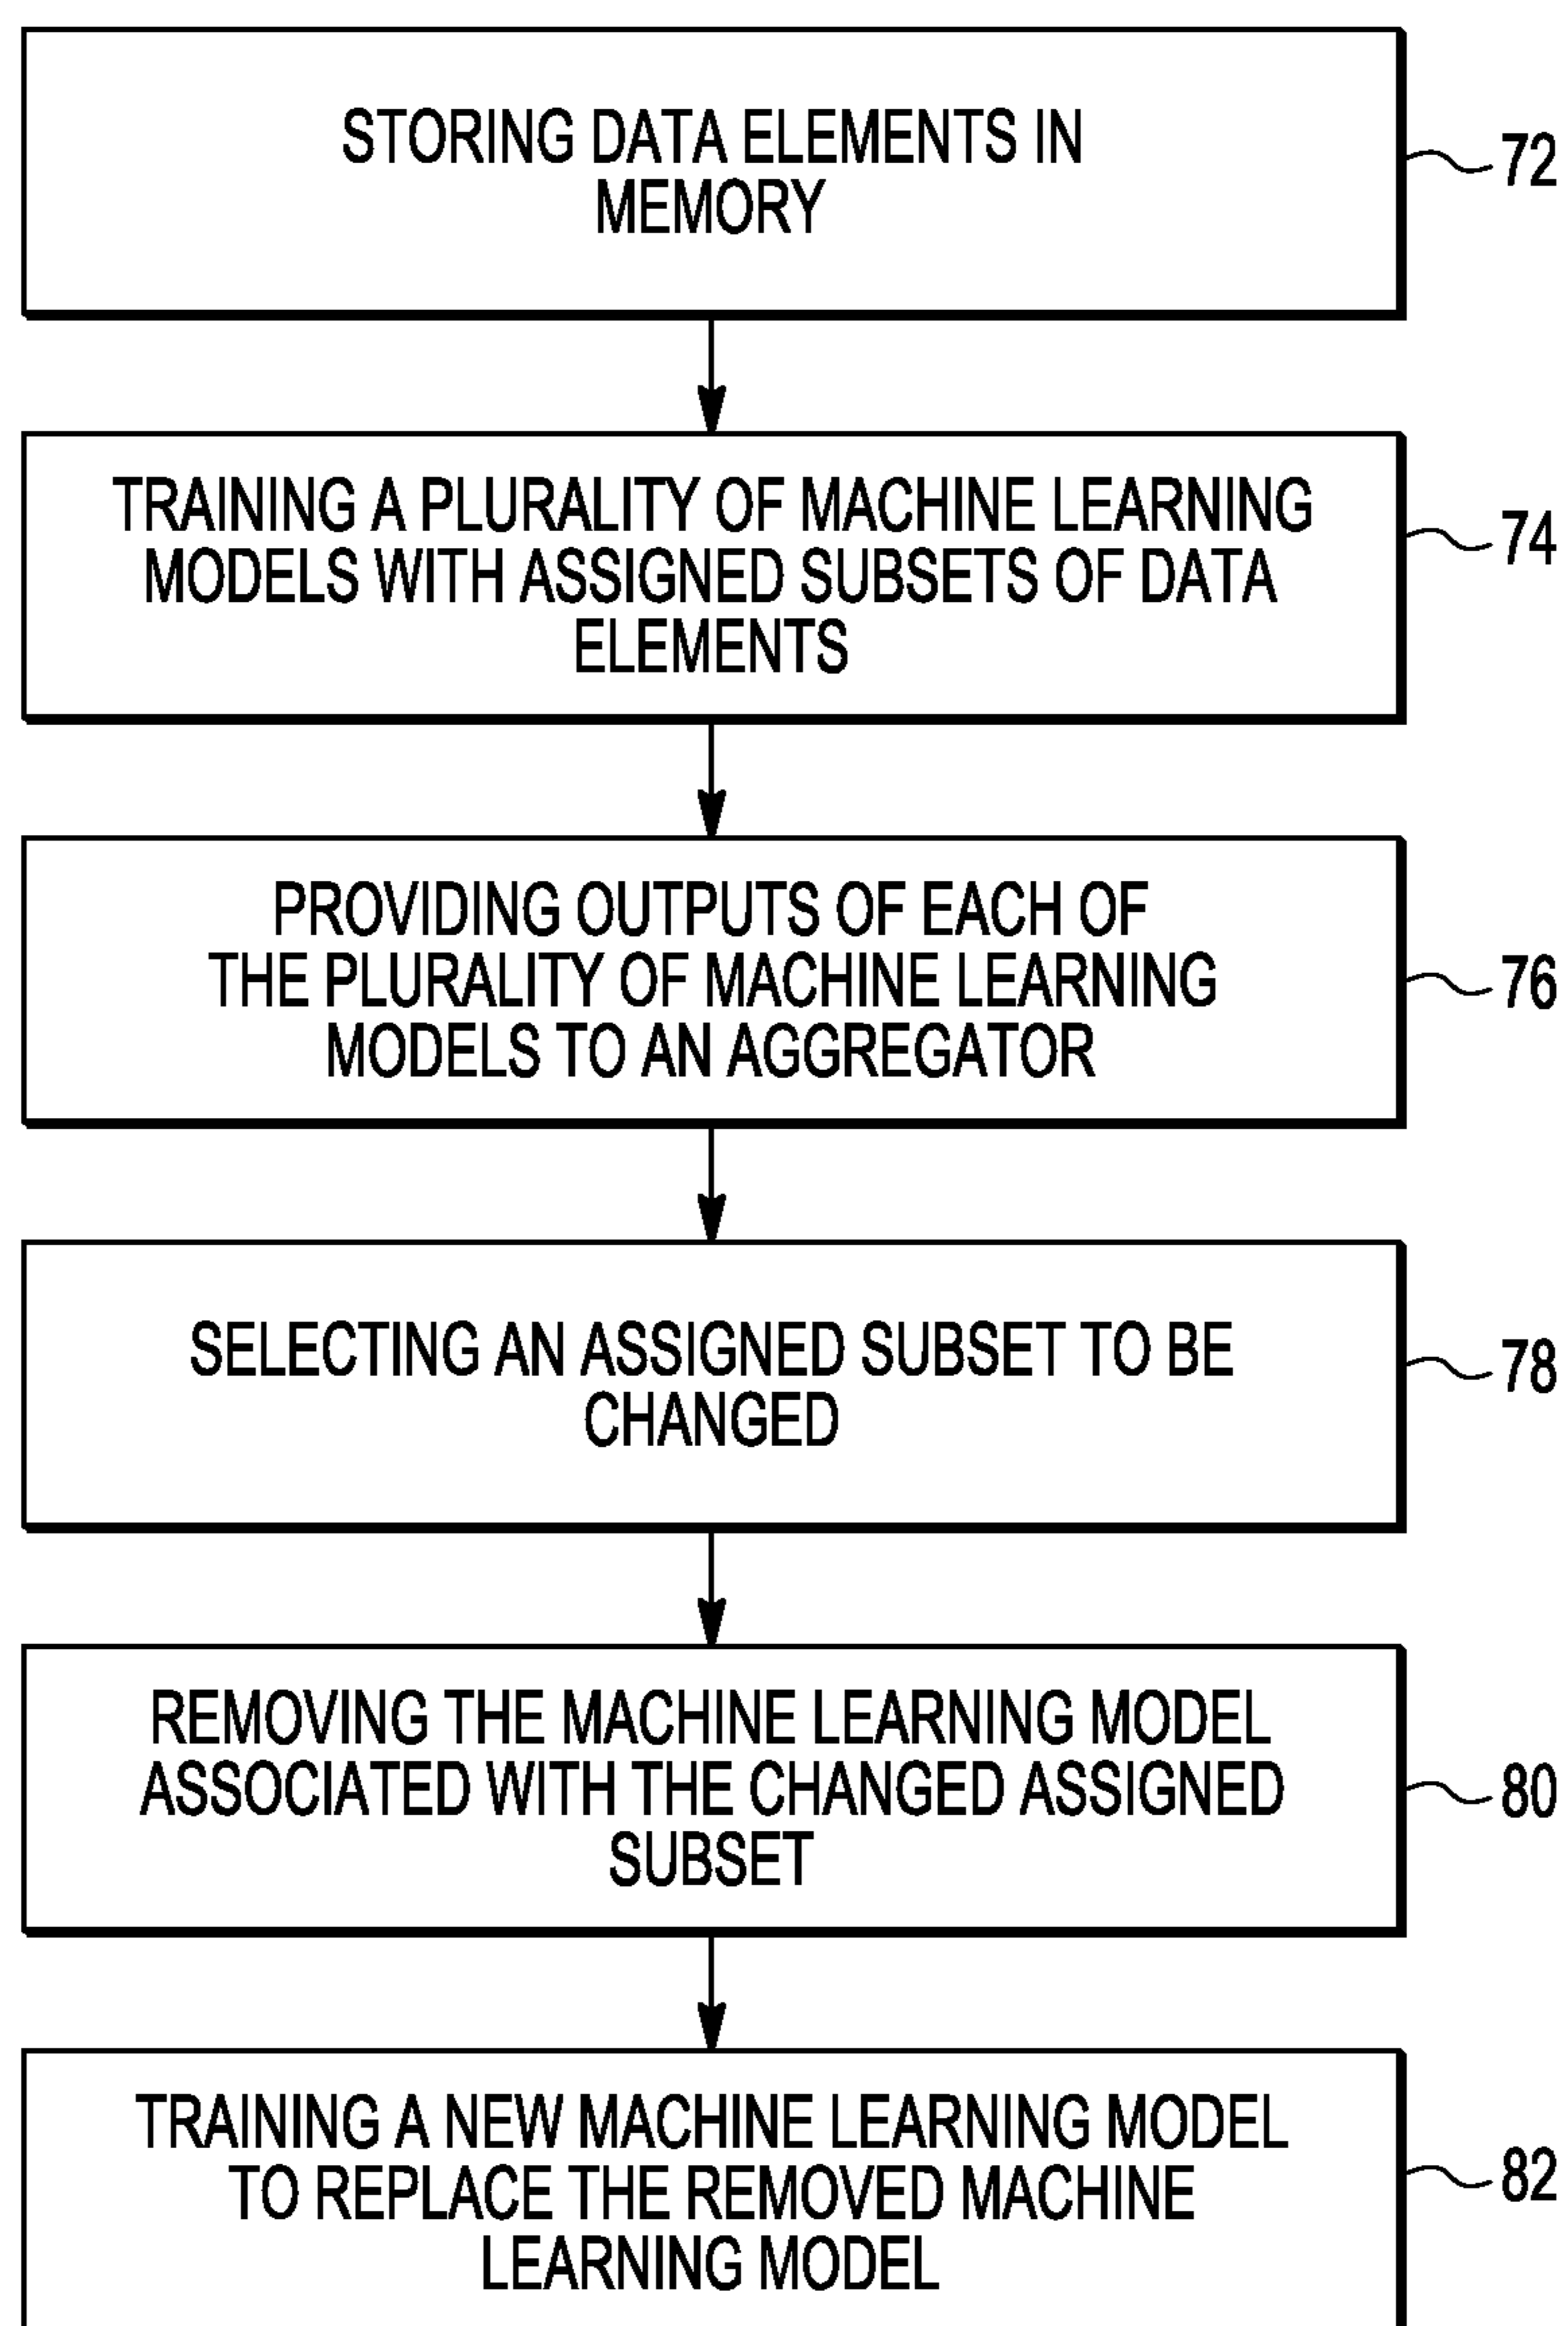 STORING DATA ELEMENTS IN
MEMORY
72
TRAINING A PLURALITY OF MACHINE LEARNING
MODELS WITH ASSIGNED SUBSETS OF DATA
ELEMENTS
74
PROVIDING OUTPUTS OF EACH OF
THE PLURALITY OF MACHINE LEARNING
MODELS TO AN AGGREGATOR
76
SELECTING AN ASSIGNED SUBSET TO BE
CHANGED
78
REMOVING THE MACHINE LEARNING MODEL
ASSOCIATED WITH THE CHANGED ASSIGNED
SUBSET
80
TRAINING A NEW MACHINE LEARNING MODEL
TO REPLACE THE REMOVED MACHINE
LEARNING MODEL
82